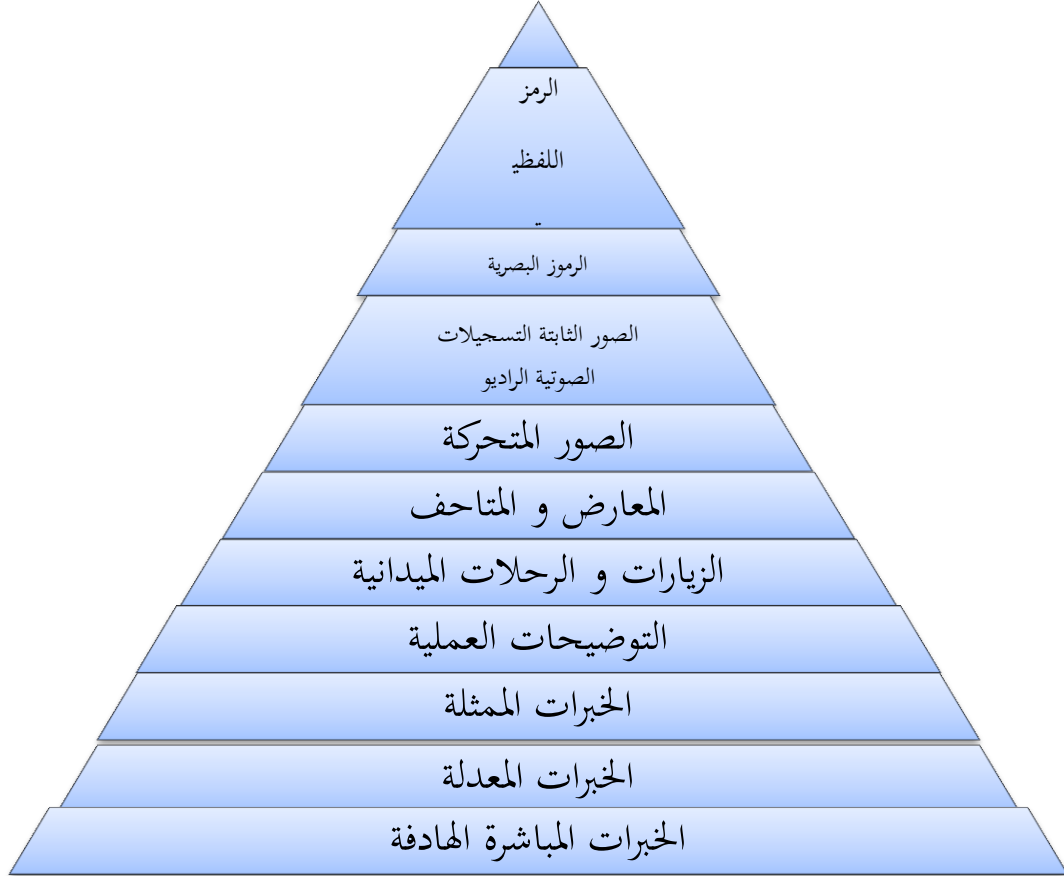 الرمز
اللفظي
ة
الرموز البصرية
الصور الثابتة التسجيلات
الصوتية الراديو
الصور المتحركة
المعارض و المتاحف
الزيارات و الرحلات الميدانية
التوضيحات العملية
الخبرات الممثلة
الخبرات المعدلة
الخبرات المباشرة الهادفة